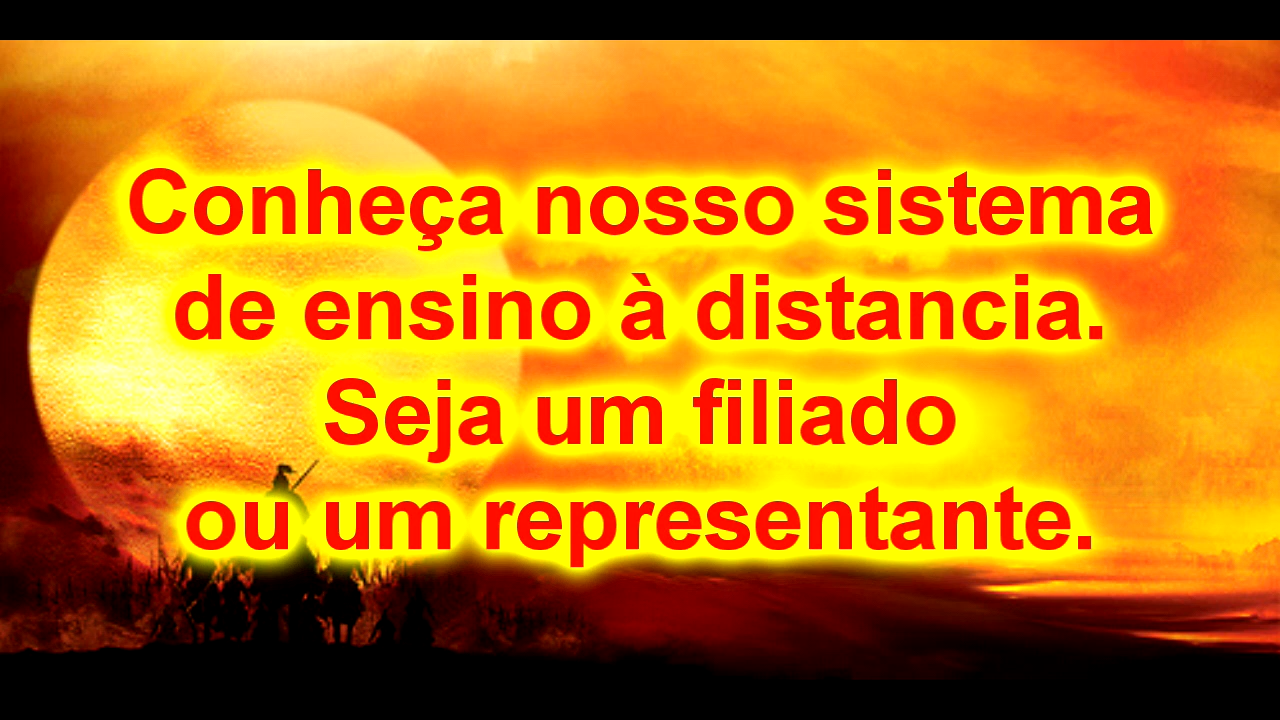 Conheça nosso sistema
de ensino à distancia.
Seja um filiado
ou um representante.